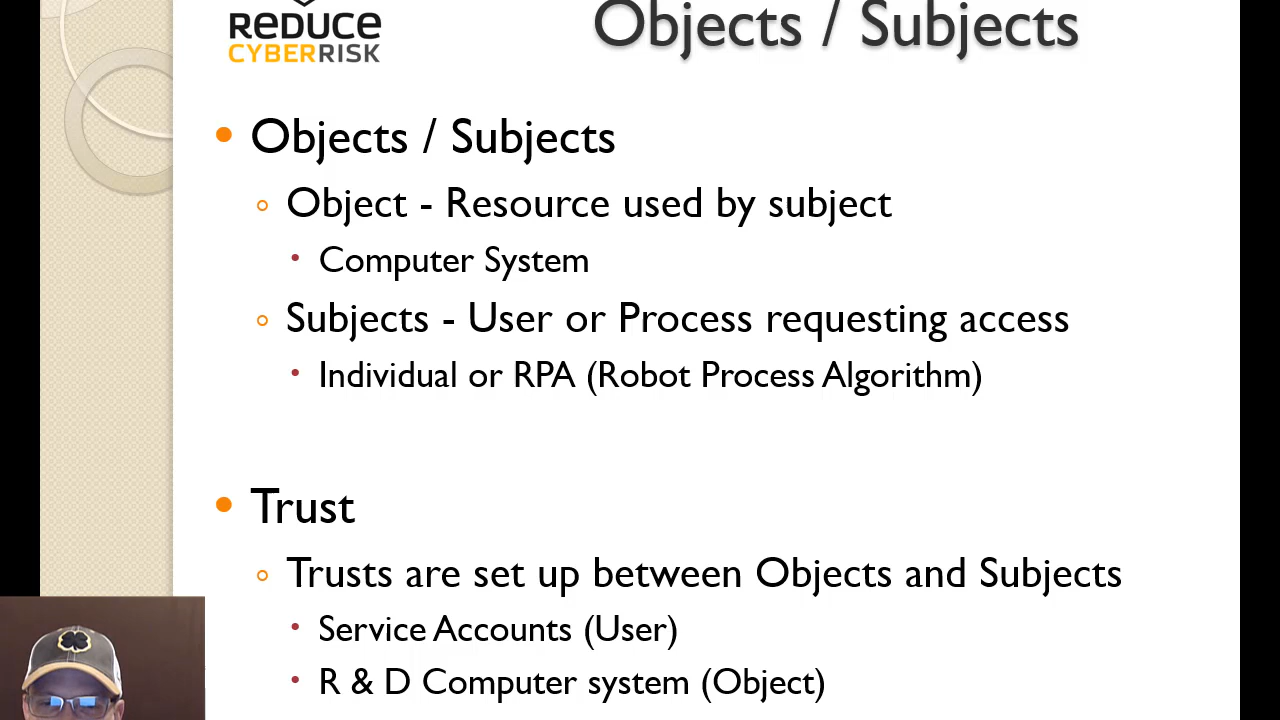 REDUCE
CYBERRISK
Objects / Subjects
Objects / Subjects
Object - Resource used by subject
Computer System
Subjects - User or Process requesting access
Individual or RPA (Robot Process Algorithm)
Trust
Trusts are set up between Objects and Subjects
Service Accounts (User)
R & D Computer system (Object)